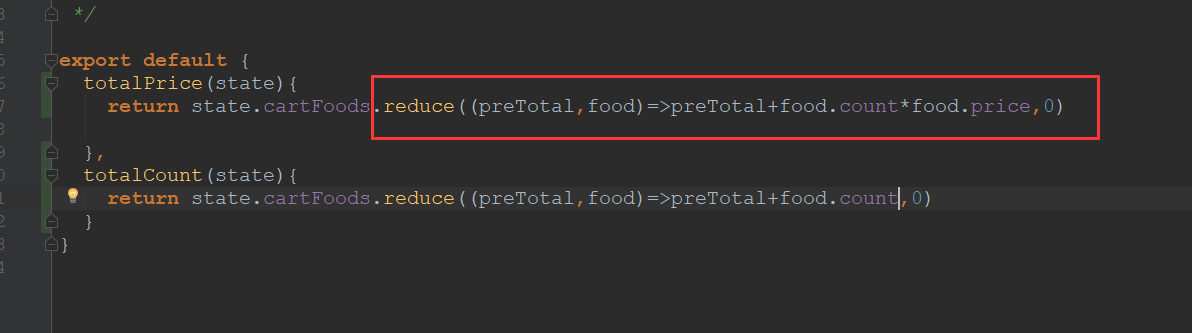 */
export default {
totalPrice(state){
return state.cartFoods.reduce((preTotal,food)=>preTotal+food.count*food.price,0)
},
totalCount(state){
return state.cartFoods.reduce((preTotal,food)=>preTotal+food.count,0)
}
}